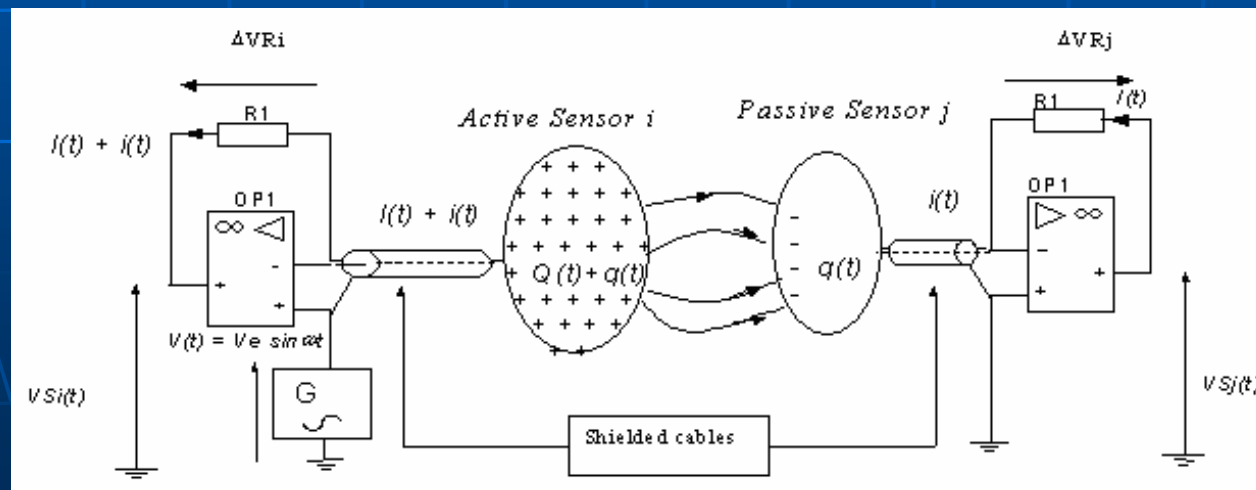 ΔVRi
ΔVRj
R1
R1
I(t)
Active Sensor i
Passive Sensor j
I(t) + i(t)
OP1
OP1
I(t) + i(t)
i(t)
∞
∞
-
-
+
+
+
+
Q(t) + q(t)
q(t)
V(t) = Ve sin ωt
G
VSi(t)
VSj(t)
Shielded cables